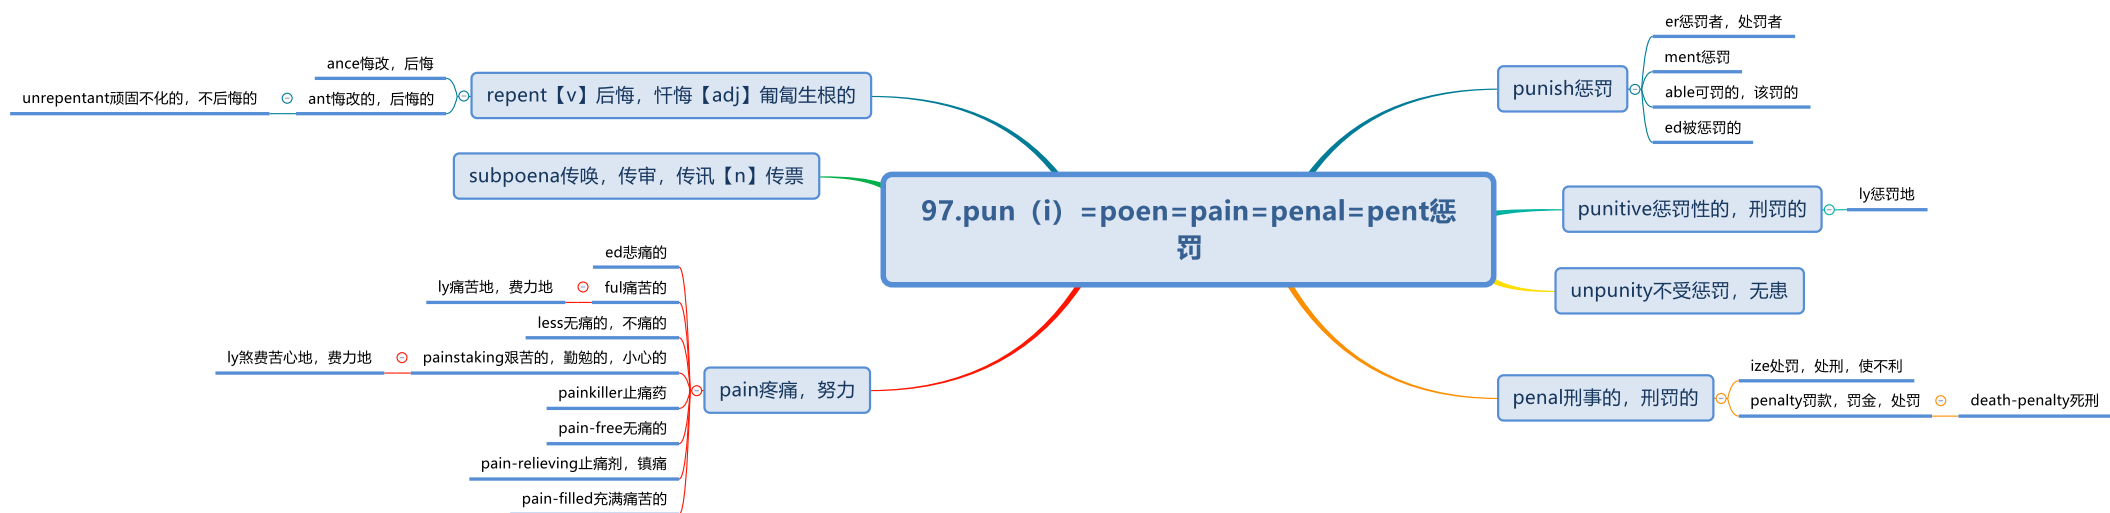 97.pun（i）=poen=pain=penal=pent惩
罚
punish惩罚
er惩罚者，处罚者
ment惩罚
able可罚的，该罚的
ed被惩罚的
punitive惩罚性的，刑罚的
ly惩罚地
unpunity不受惩罚，无患
penal刑事的，刑罚的
ize处罚，处刑，使不利
penalty罚款，罚金，处罚
death-penalty死刑
repent【v】后悔，忏悔【adj】匍匐生根的
ance悔改，后悔
ant悔改的，后悔的
unrepentant顽固不化的，不后悔的
subpoena传唤，传审，传讯【n】传票
pain疼痛，努力
ed悲痛的
ful痛苦的
ly痛苦地，费力地
less无痛的，不痛的
painstaking艰苦的，勤勉的，小心的
ly煞费苦心地，费力地
painkiller止痛药
pain-free无痛的
pain-relieving止痛剂，镇痛
pain-filled充满痛苦的